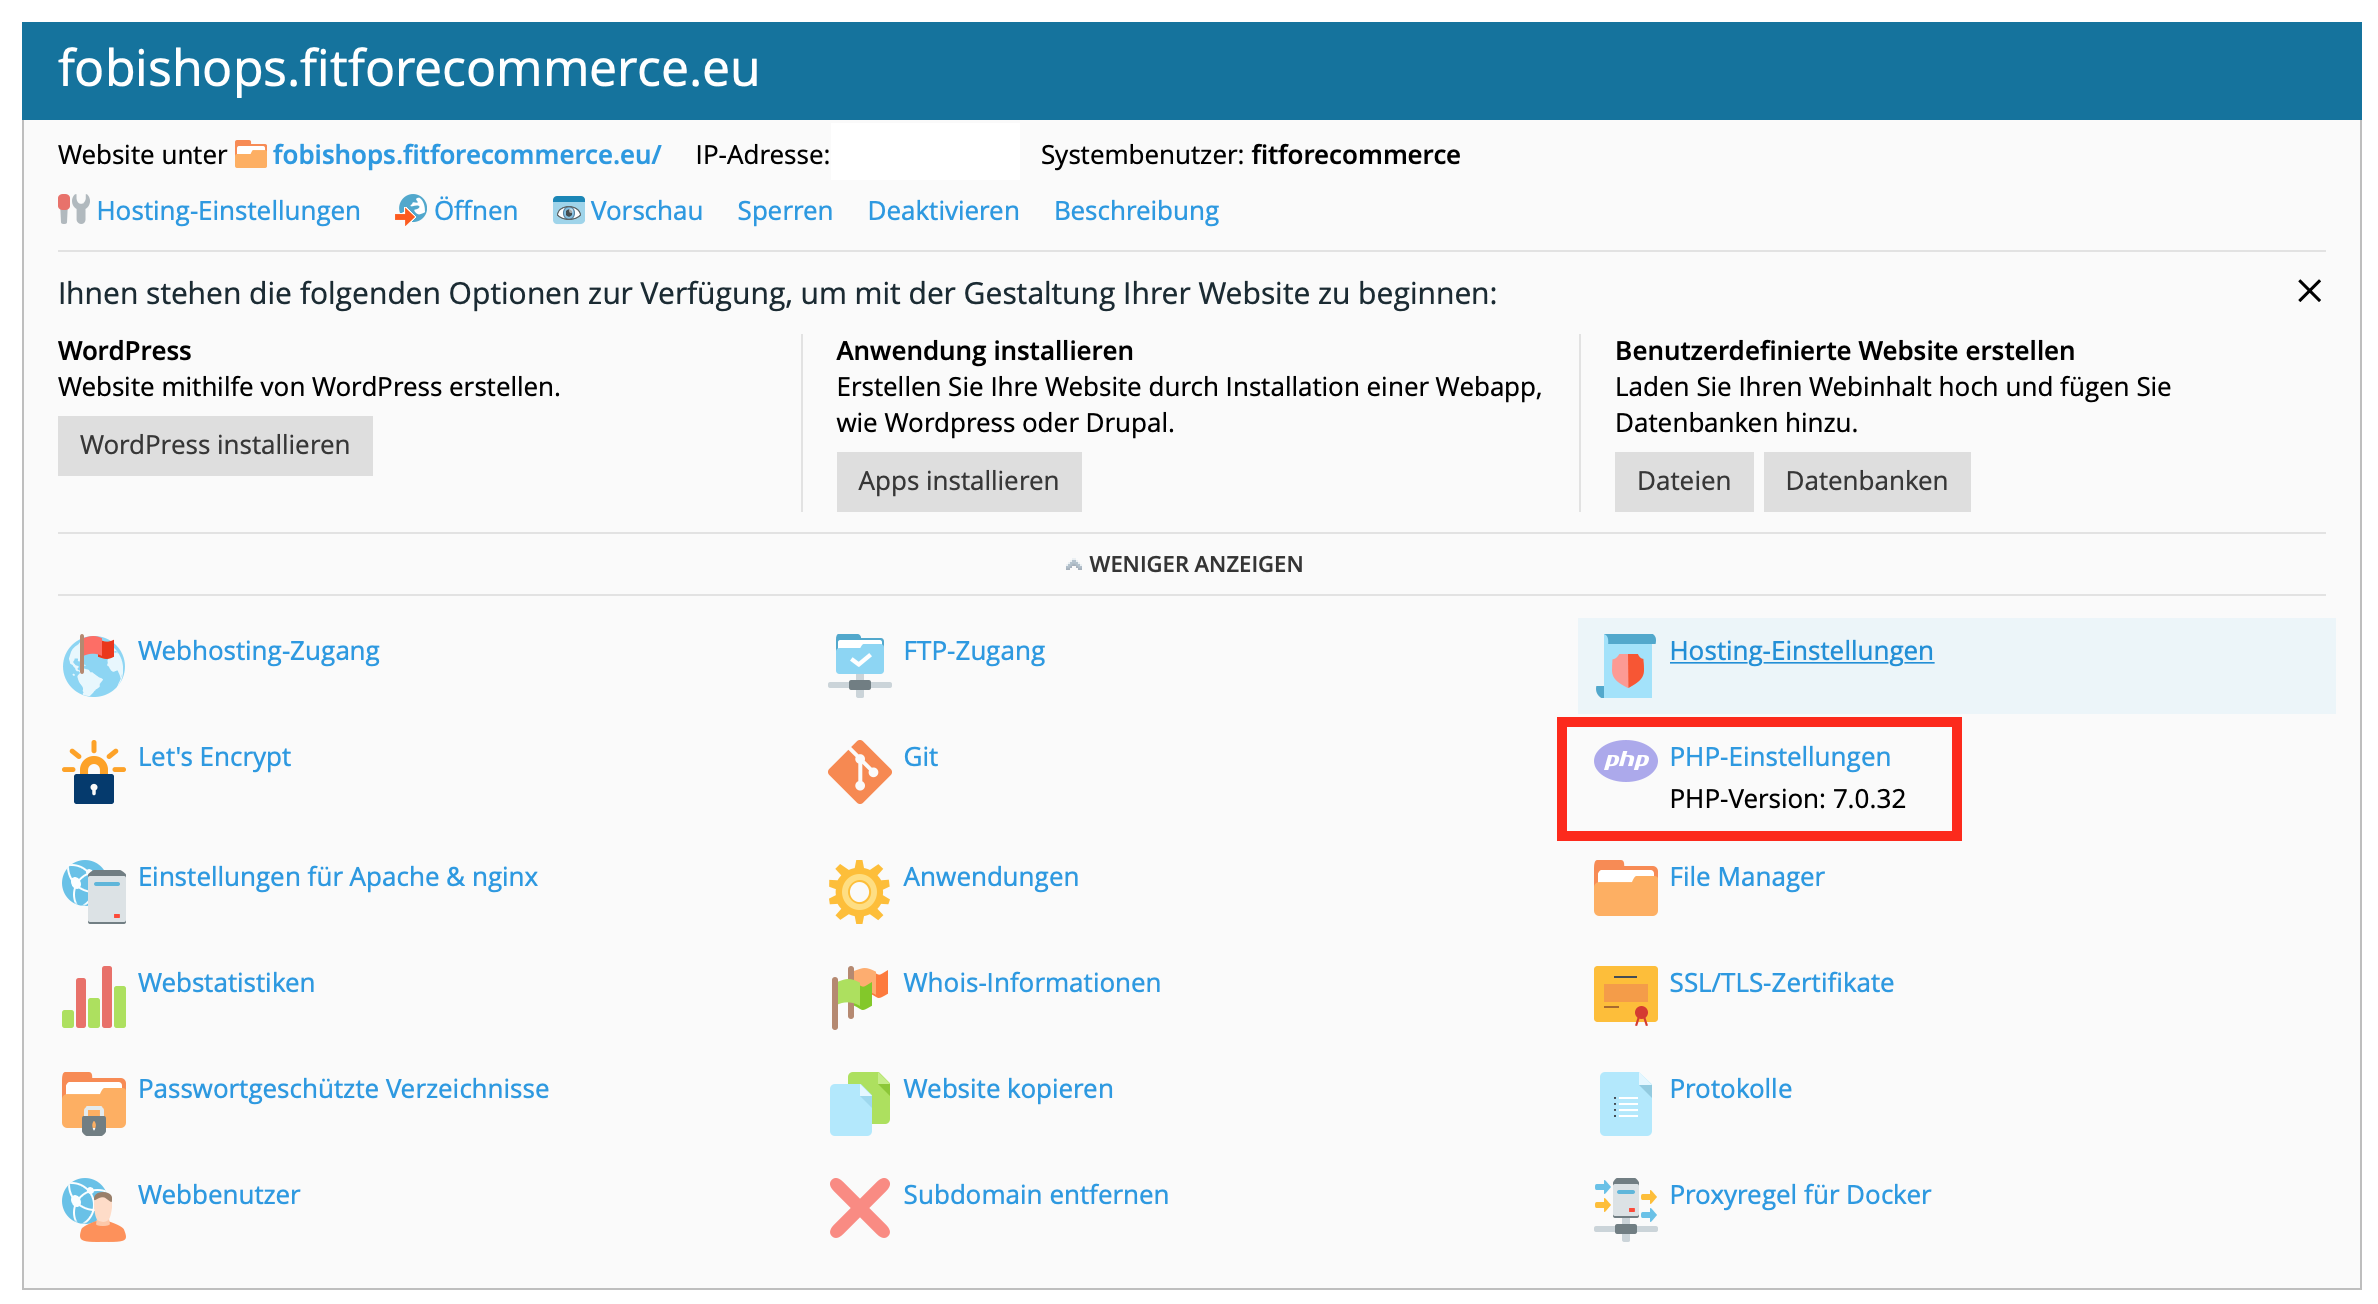 fobishops.fitforecommerce.eu
Website unter fobishops.fitforecommerce.eu/ IP-Adresse: Systembenutzer: fitforecommerce
Hosting-Einstellungen Öffnen Vorschau Sperren Deaktivieren Beschreibung
Ihnen stehen die folgenden Optionen zur Verfügung, um mit der Gestaltung Ihrer Website zu beginnen:
WordPress
Website mithilfe von WordPress erstellen.
WordPress installieren
Anwendung installieren
Erstellen Sie Ihre Website durch Installation einer Webapp,
wie Wordpress oder Drupal.
Apps installieren
Benutzerdefinierte Website erstellen
Laden Sie Ihren Webinhalt hoch und fügen Sie
Datenbanken hinzu.
Dateien Datenbanken
WENIGER ANZEIGEN
Webhosting-Zugang FTP-Zugang Hosting-Einstellungen
Let's Encrypt Git php PHP-Einstellungen
PHP-Version: 7.0.32
Einstellungen für Apache & nginx Anwendungen File Manager
Webstatistiken Whois-Informationen SSL/TLS-Zertifikate
Passwortgeschützte Verzeichnisse Website kopieren Protokolle
Webbenutzer Subdomain entfernen Proxyregel für Docker